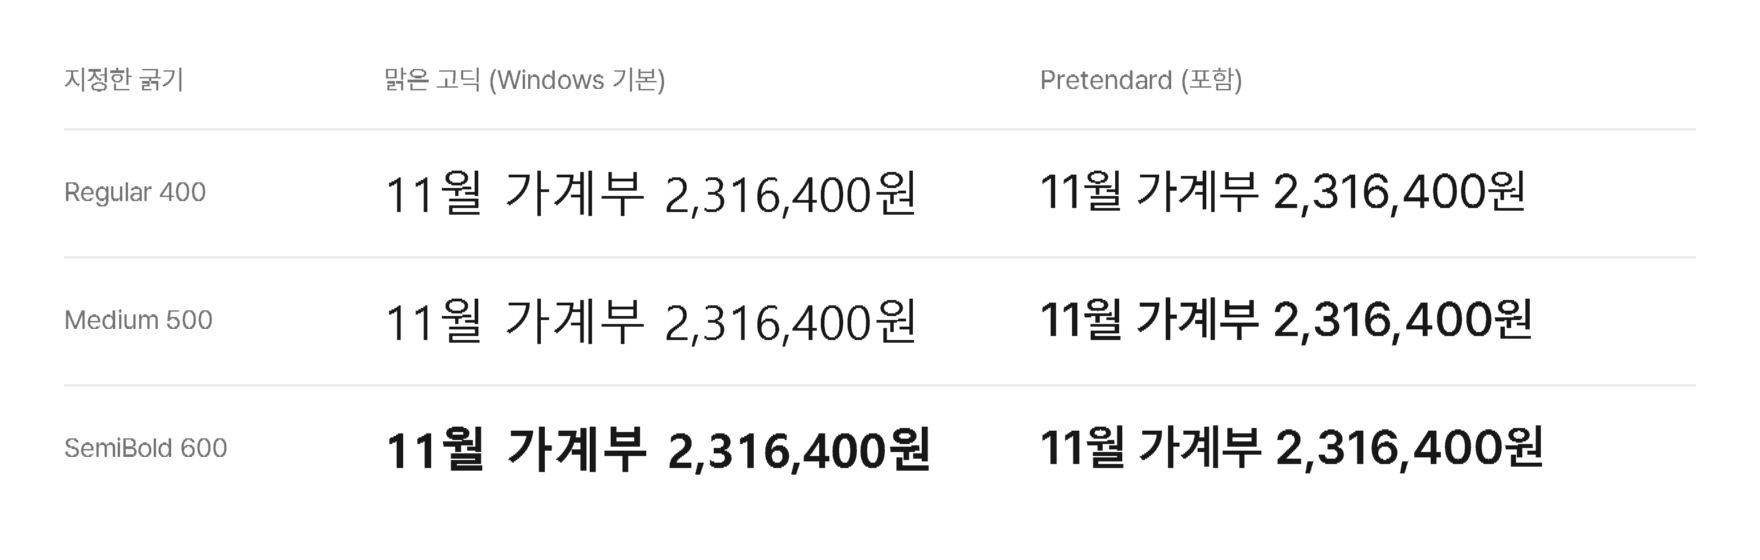 지정한 굵기 맑은 고딕 (Windows 기본) Pretendard (포함)
Regular 400 11월 가계부 2,316,400원 11월 가계부 2,316,400원
Medium 500 11월 가계부 2,316,400원 11월 가계부 2,316,400원
SemiBold 600 11월 가계부 2,316,400원 11월 가계부 2,316,400원